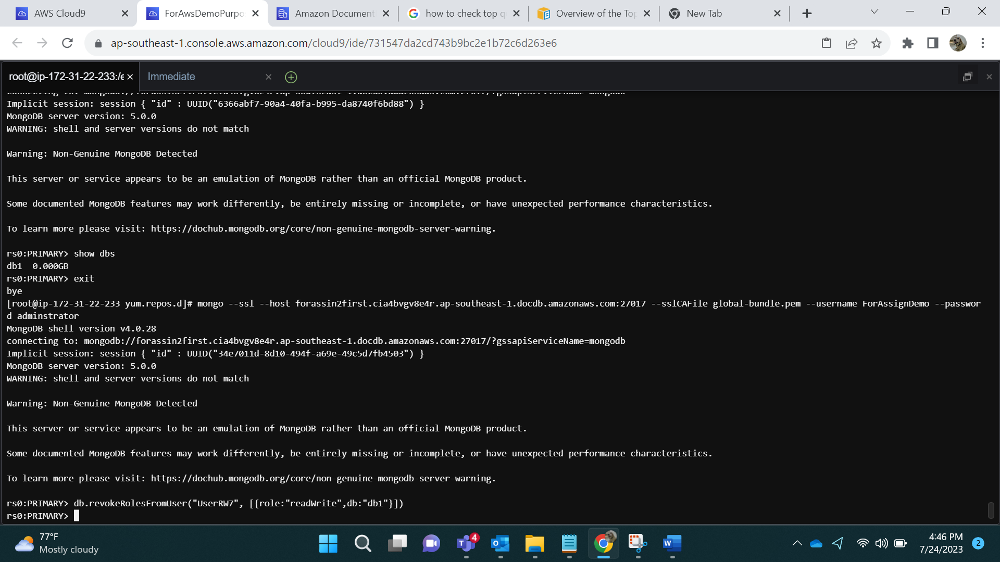 AWS Cloud9
ForAwsDemoPurpo
Amazon Document
how to check top q
Overview of the Top
New Tab
ap-southeast-1.console.aws.amazon.com/cloud9/ide/731547da2cd743b9bc2e1b72c6d263e6
root@ip-172-31-22-233:/e
Immediate
Implicit session: session { "id" : UUID("6366abf7-90a4-40fa-b995-da8740f6bd88") }
MongoDB server version: 5.0.0
WARNING: shell and server versions do not match
Warning: Non-Genuine MongoDB Detected
This server or service appears to be an emulation of MongoDB rather than an official MongoDB product.
Some documented MongoDB features may work differently, be entirely missing or incomplete, or have unexpected performance characteristics.
To learn more please visit: https://dochub.mongodb.org/core/non-genuine-mongodb-server-warning.
rs0:PRIMARY> show dbs
db1  0.000GB
rs0:PRIMARY> exit
bye
[root@ip-172-31-22-233 yum.repos.d]# mongo --ssl --host forassin2first.cia4bvgv8e4r.ap-southeast-1.docdb.amazonaws.com:27017 --sslCAFile global-bundle.pem --username ForAssignDemo --passwor
d adminstrator
MongoDB shell version v4.0.28
connecting to: mongodb://forassin2first.cia4bvgv8e4r.ap-southeast-1.docdb.amazonaws.com:27017/?gssapiServiceName=mongodb
Implicit session: session { "id" : UUID("34e7011d-8d10-494f-a69e-49c5d7fb4503") }
MongoDB server version: 5.0.0
WARNING: shell and server versions do not match
Warning: Non-Genuine MongoDB Detected
This server or service appears to be an emulation of MongoDB rather than an official MongoDB product.
Some documented MongoDB features may work differently, be entirely missing or incomplete, or have unexpected performance characteristics.
To learn more please visit: https://dochub.mongodb.org/core/non-genuine-mongodb-server-warning.
rs0:PRIMARY> db.revokeRolesFromUser("UserRW7", [{role:"readWrite",db:"db1"}])
rs0:PRIMARY>
77°F
Mostly cloudy
4
4:46 PM
7/24/2023
2